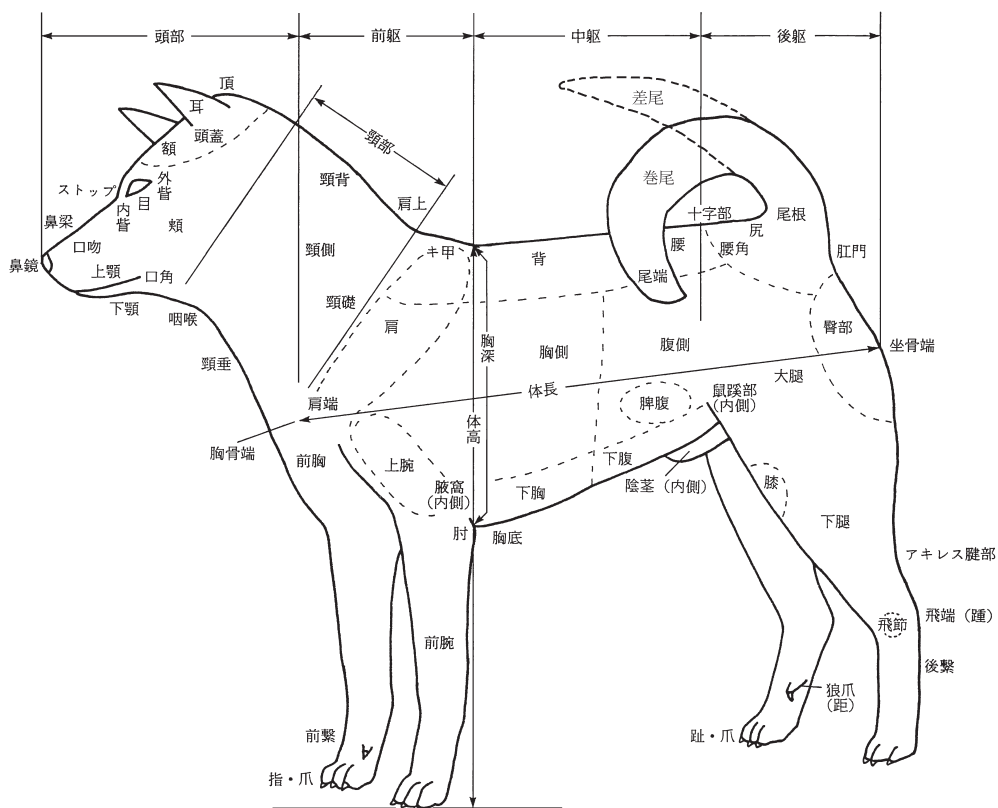 頭部
前躯
中躯
後躯
頂
耳
頭蓋
額
頸部
差尾
巻尾
ストップ
外眥
目
内眥
頬
鼻梁
口吻
鼻鏡
上顎
口角
下顎
咽喉
頸背
肩上
頸側
頸礎
キ甲
肩
背
十字部
腰
尻
腰角
尾根
尾端
肛門
臀部
坐骨端
胸深
胸側
腹側
大腿
頸垂
肩端
体長
体高
脾腹
鼠蹊部
(内側)
胸骨端
前胸
上腕
腋窩
(内側)
下腹
陰茎(内側)
下胸
膝
下腿
肘
胸底
アキレス腱部
飛端(踵)
飛節
後繋
前腕
狼爪
(距)
前繋
指・爪
趾・爪